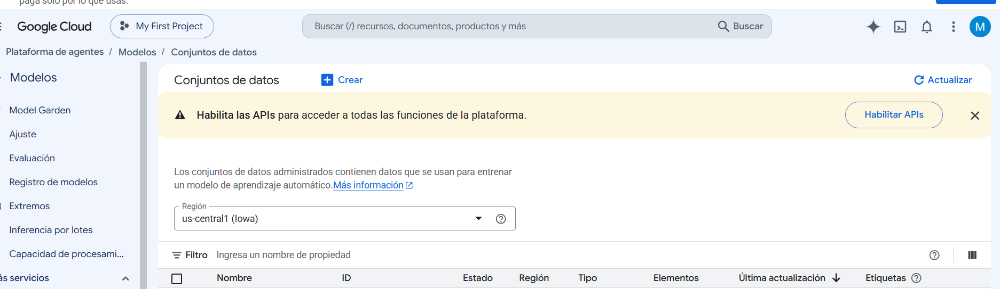 paga solo por lo que usas.
Google Cloud
My First Project
Buscar (/) recursos, documentos, productos y más
Buscar
M
Plataforma de agentes / Modelos / Conjuntos de datos
Modelos
Model Garden
Ajuste
Evaluación
Registro de modelos
Extremos
Inferencia por lotes
Capacidad de procesami...
ás servicios
Conjuntos de datos
Crear
Actualizar
Habilita las APIs para acceder a todas las funciones de la plataforma.
Habilitar APIs
Los conjuntos de datos administrados contienen datos que se usan para entrenar
un modelo de aprendizaje automático.Más información
Región
us-central1 (Iowa)
Filtro Ingresa un nombre de propiedad
Nombre ID Estado Región Tipo Elementos Última actualización Etiquetas